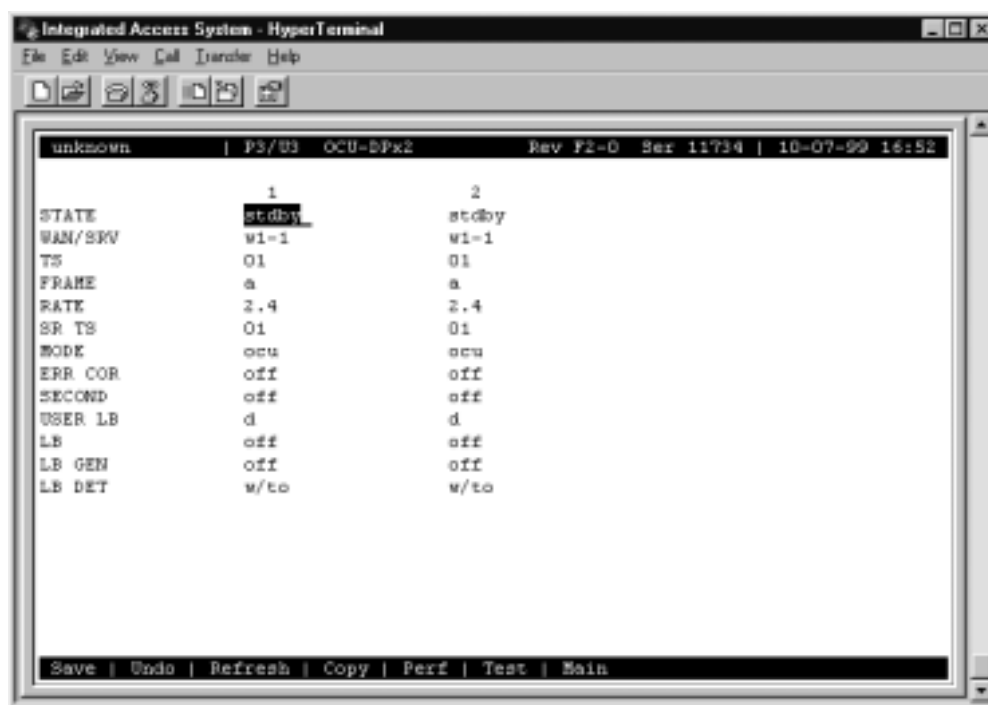 Integrated Access System - HyperTerminal
File Edit View Call Transfer Help
unknown | P3/U3 OCU-DPx2 Rev F2-0 Ser 11734 | 10-07-99 16:52
1 2
STATE stdby stdby
WAN/SRV w1-1 w1-1
TS 01 01
FRAME a a
RATE 2.4 2.4
SR TS 01 01
MODE ocu ocu
ERR COR off off
SECOND off off
USER LB d d
LB off off
LB GEN off off
LB DET w/to w/to
Save | Undo | Refresh | Copy | Perf | Test | Main